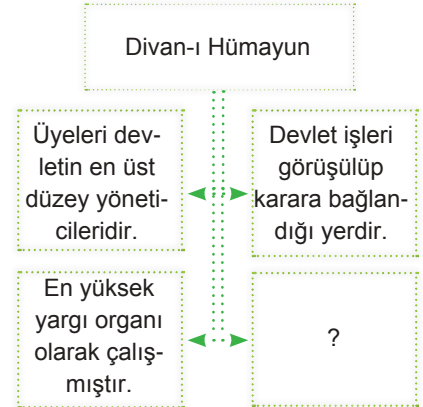 Divan-ı Hümayun
Üyeleri dev-
letin en üst
düzey yöneti-
cileridir.
Devlet işleri
görüşülüp
karara bağlan-
dığı yerdir.
En yüksek
yargı organı
olarak çalış-
mıştır.
?